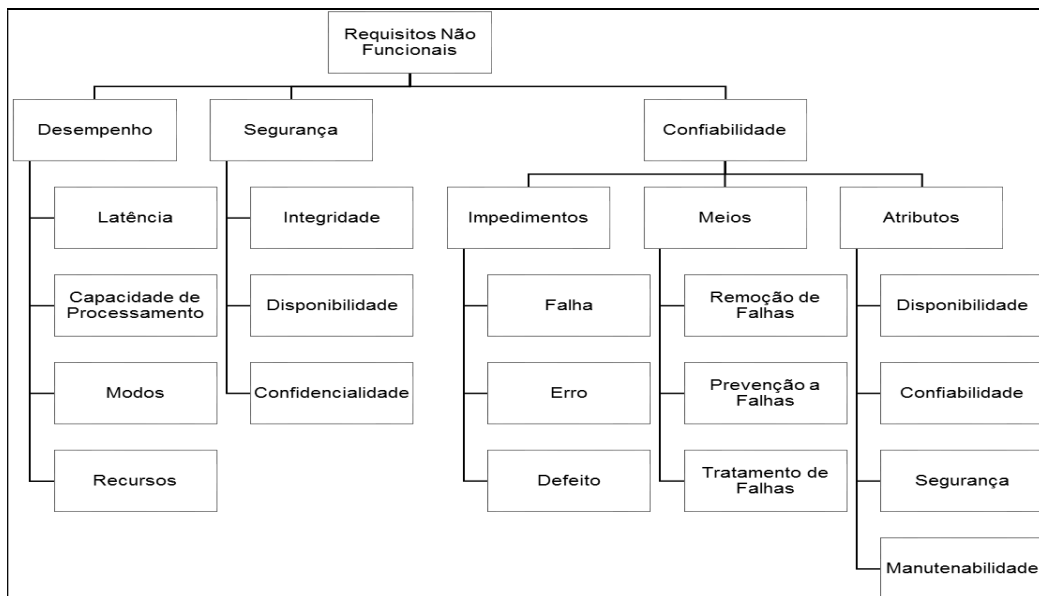 Requisitos Não
Funcionais
Desempenho
Segurança
Confiabilidade
Latência
Integridade
Impedimentos
Meios
Atributos
Capacidade de
Processamento
Disponibilidade
Falha
Remoção de
Falhas
Disponibilidade
Modos
Confidencialidade
Erro
Prevenção a
Falhas
Confiabilidade
Recursos
Defeito
Tratamento de
Falhas
Segurança
Manutenabilidade